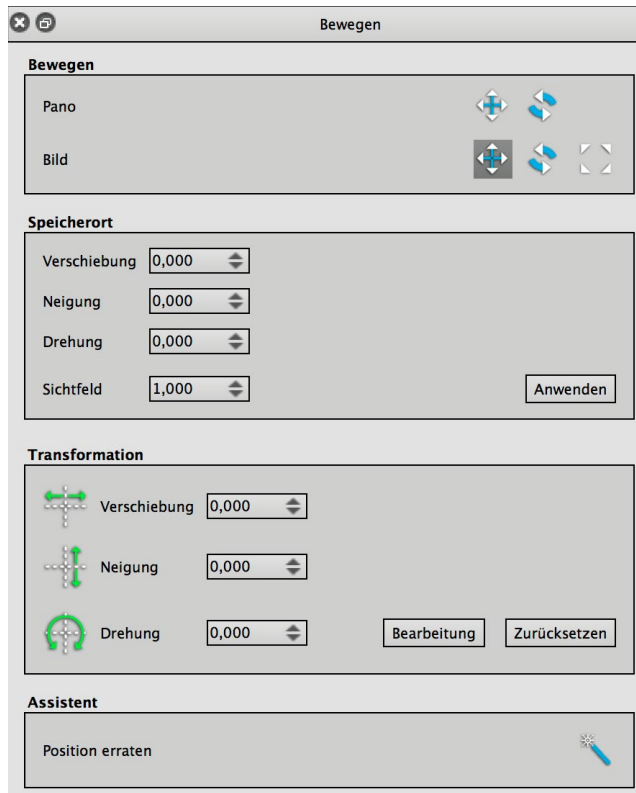 Bewegen
Bewegen
Pano
Bild
Speicherort
Verschiebung 0,000
Neigung 0,000
Drehung 0,000
Sichtfeld 1,000 Anwenden
Transformation
Verschiebung 0,000
Neigung 0,000
Drehung 0,000 Bearbeitung Zurücksetzen
Assistent
Position erraten